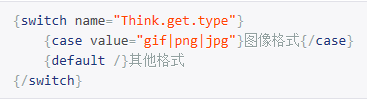 {switch name="Think.get.type"}
    {case value="gif|png|jpg"}图像格式{/case}
    {default /}其他格式
{/switch}